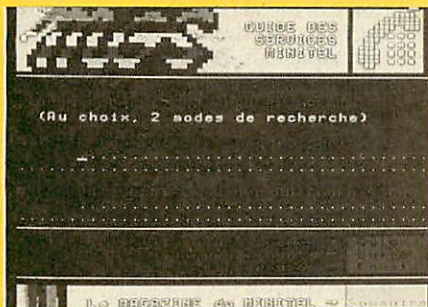 GUIDE DES
SERVICES
MINITEL
(Au choix, 2 modes de recherche)
Le MAGAZINE du MINITEL